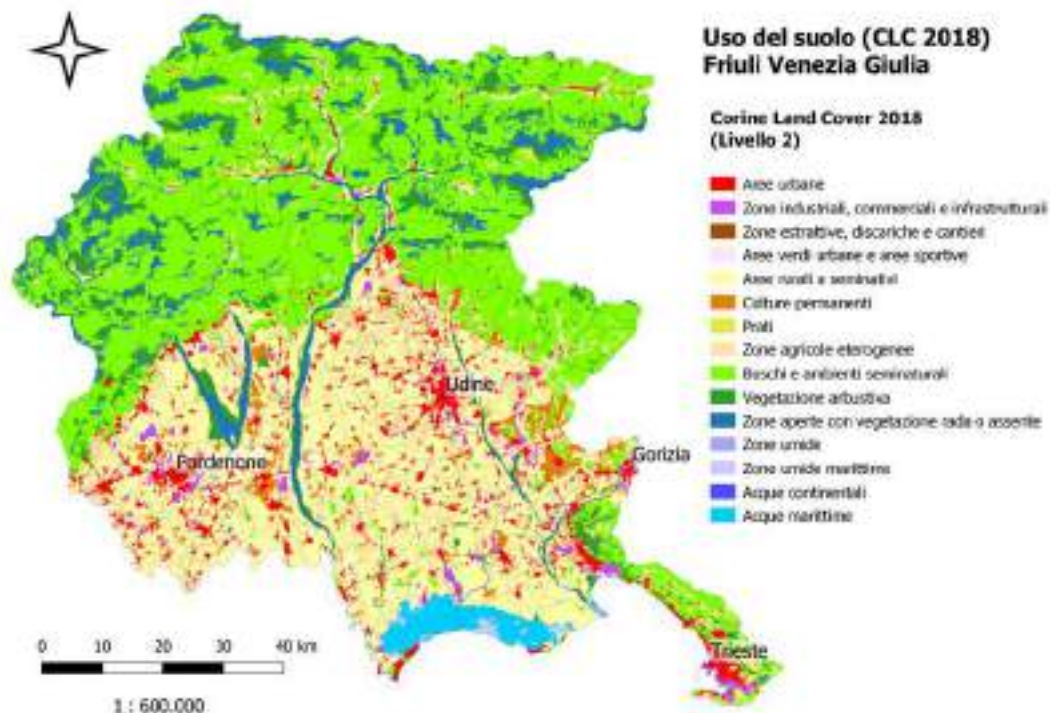 Uso del suolo (CLC 2018)
Friuli Venezia Giulia
Corine Land Cover 2018
(Livello 2)
Aree urbane
Zone industriali, commerciali e infrastrutturali
Zone estrattive, discariche e cantieri
Aree verdi urbane e aree sportive
Aree rurali a seminativi
Colture permanenti
Prati
Zone agricole eterogenee
Boschi e ambienti seminaturali
Vegetazione arbustiva
Zone aperte con vegetazione rada o assente
Zone umide
Zone umide marittime
Acque continentali
Acque marittime
Udine
Pordenone
Gorizia
Trieste
0 10 20 30 40 km
1 : 600.000